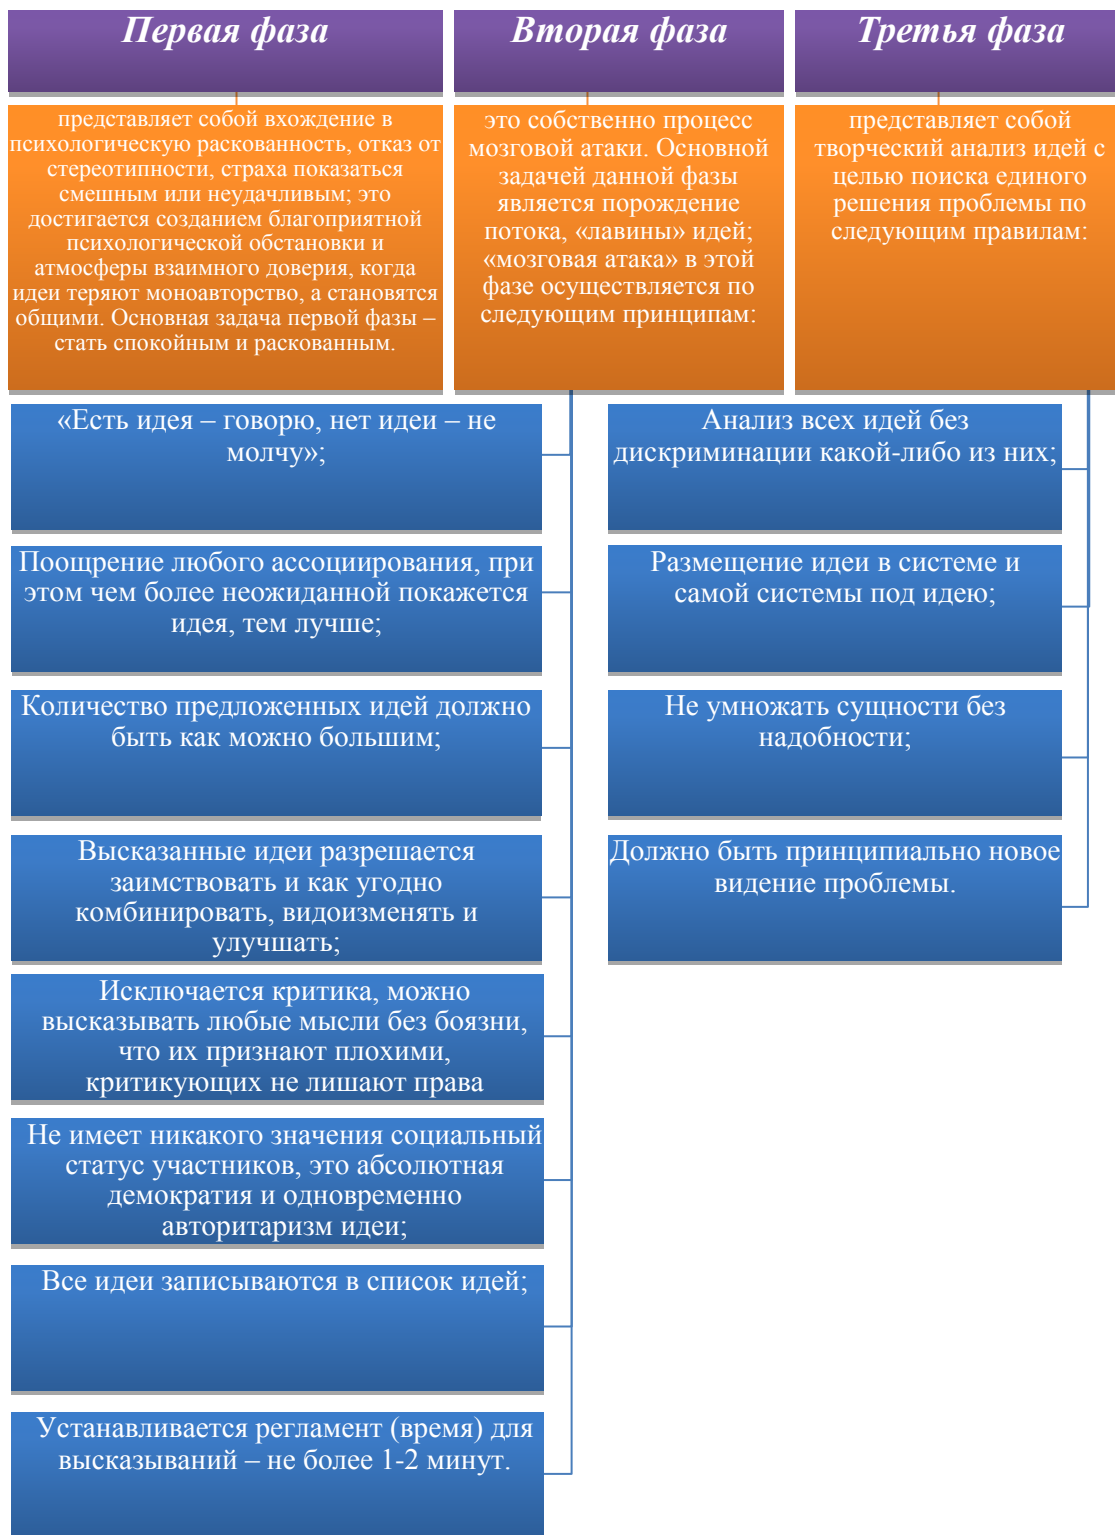 Первая фаза
представляет собой вхождение в
психологическую раскованность, отказ от
стереотипности, страха показаться
смешным или неудачливым; это
достигается созданием благоприятной
психологической обстановки и
атмосферы взаимного доверия, когда
идеи теряют моноавторство, а становятся
общими. Основная задача первой фазы –
стать спокойным и раскованным.
Вторая фаза
это собственно процесс
мозговой атаки. Основной
задачей данной фазы
является порождение
потока, «лавины» идей;
«мозговая атака» в этой
фазе осуществляется по
следующим принципам:
«Есть идея – говорю, нет идеи – не
молчу»;
Поощрение любого ассоциирования, при
этом чем более неожиданной покажется
идея, тем лучше;
Количество предложенных идей должно
быть как можно большим;
Высказанные идеи разрешается
заимствовать и как угодно
комбинировать, видоизменять и
улучшать;
Исключается критика, можно
высказывать любые мысли без боязни,
что их признают плохими,
критикующих не лишают права
Не имеет никакого значения социальный
статус участников, это абсолютная
демократия и одновременно
авторитаризм идеи;
Все идеи записываются в список идей;
Устанавливается регламент (время) для
высказываний – не более 1-2 минут.
Третья фаза
представляет собой
творческий анализ идей с
целью поиска единого
решения проблемы по
следующим правилам:
Анализ всех идей без
дискриминации какой-либо из них;
Размещение идеи в системе и
самой системы под идею;
Не умножать сущности без
надобности;
Должно быть принципиально новое
видение проблемы.